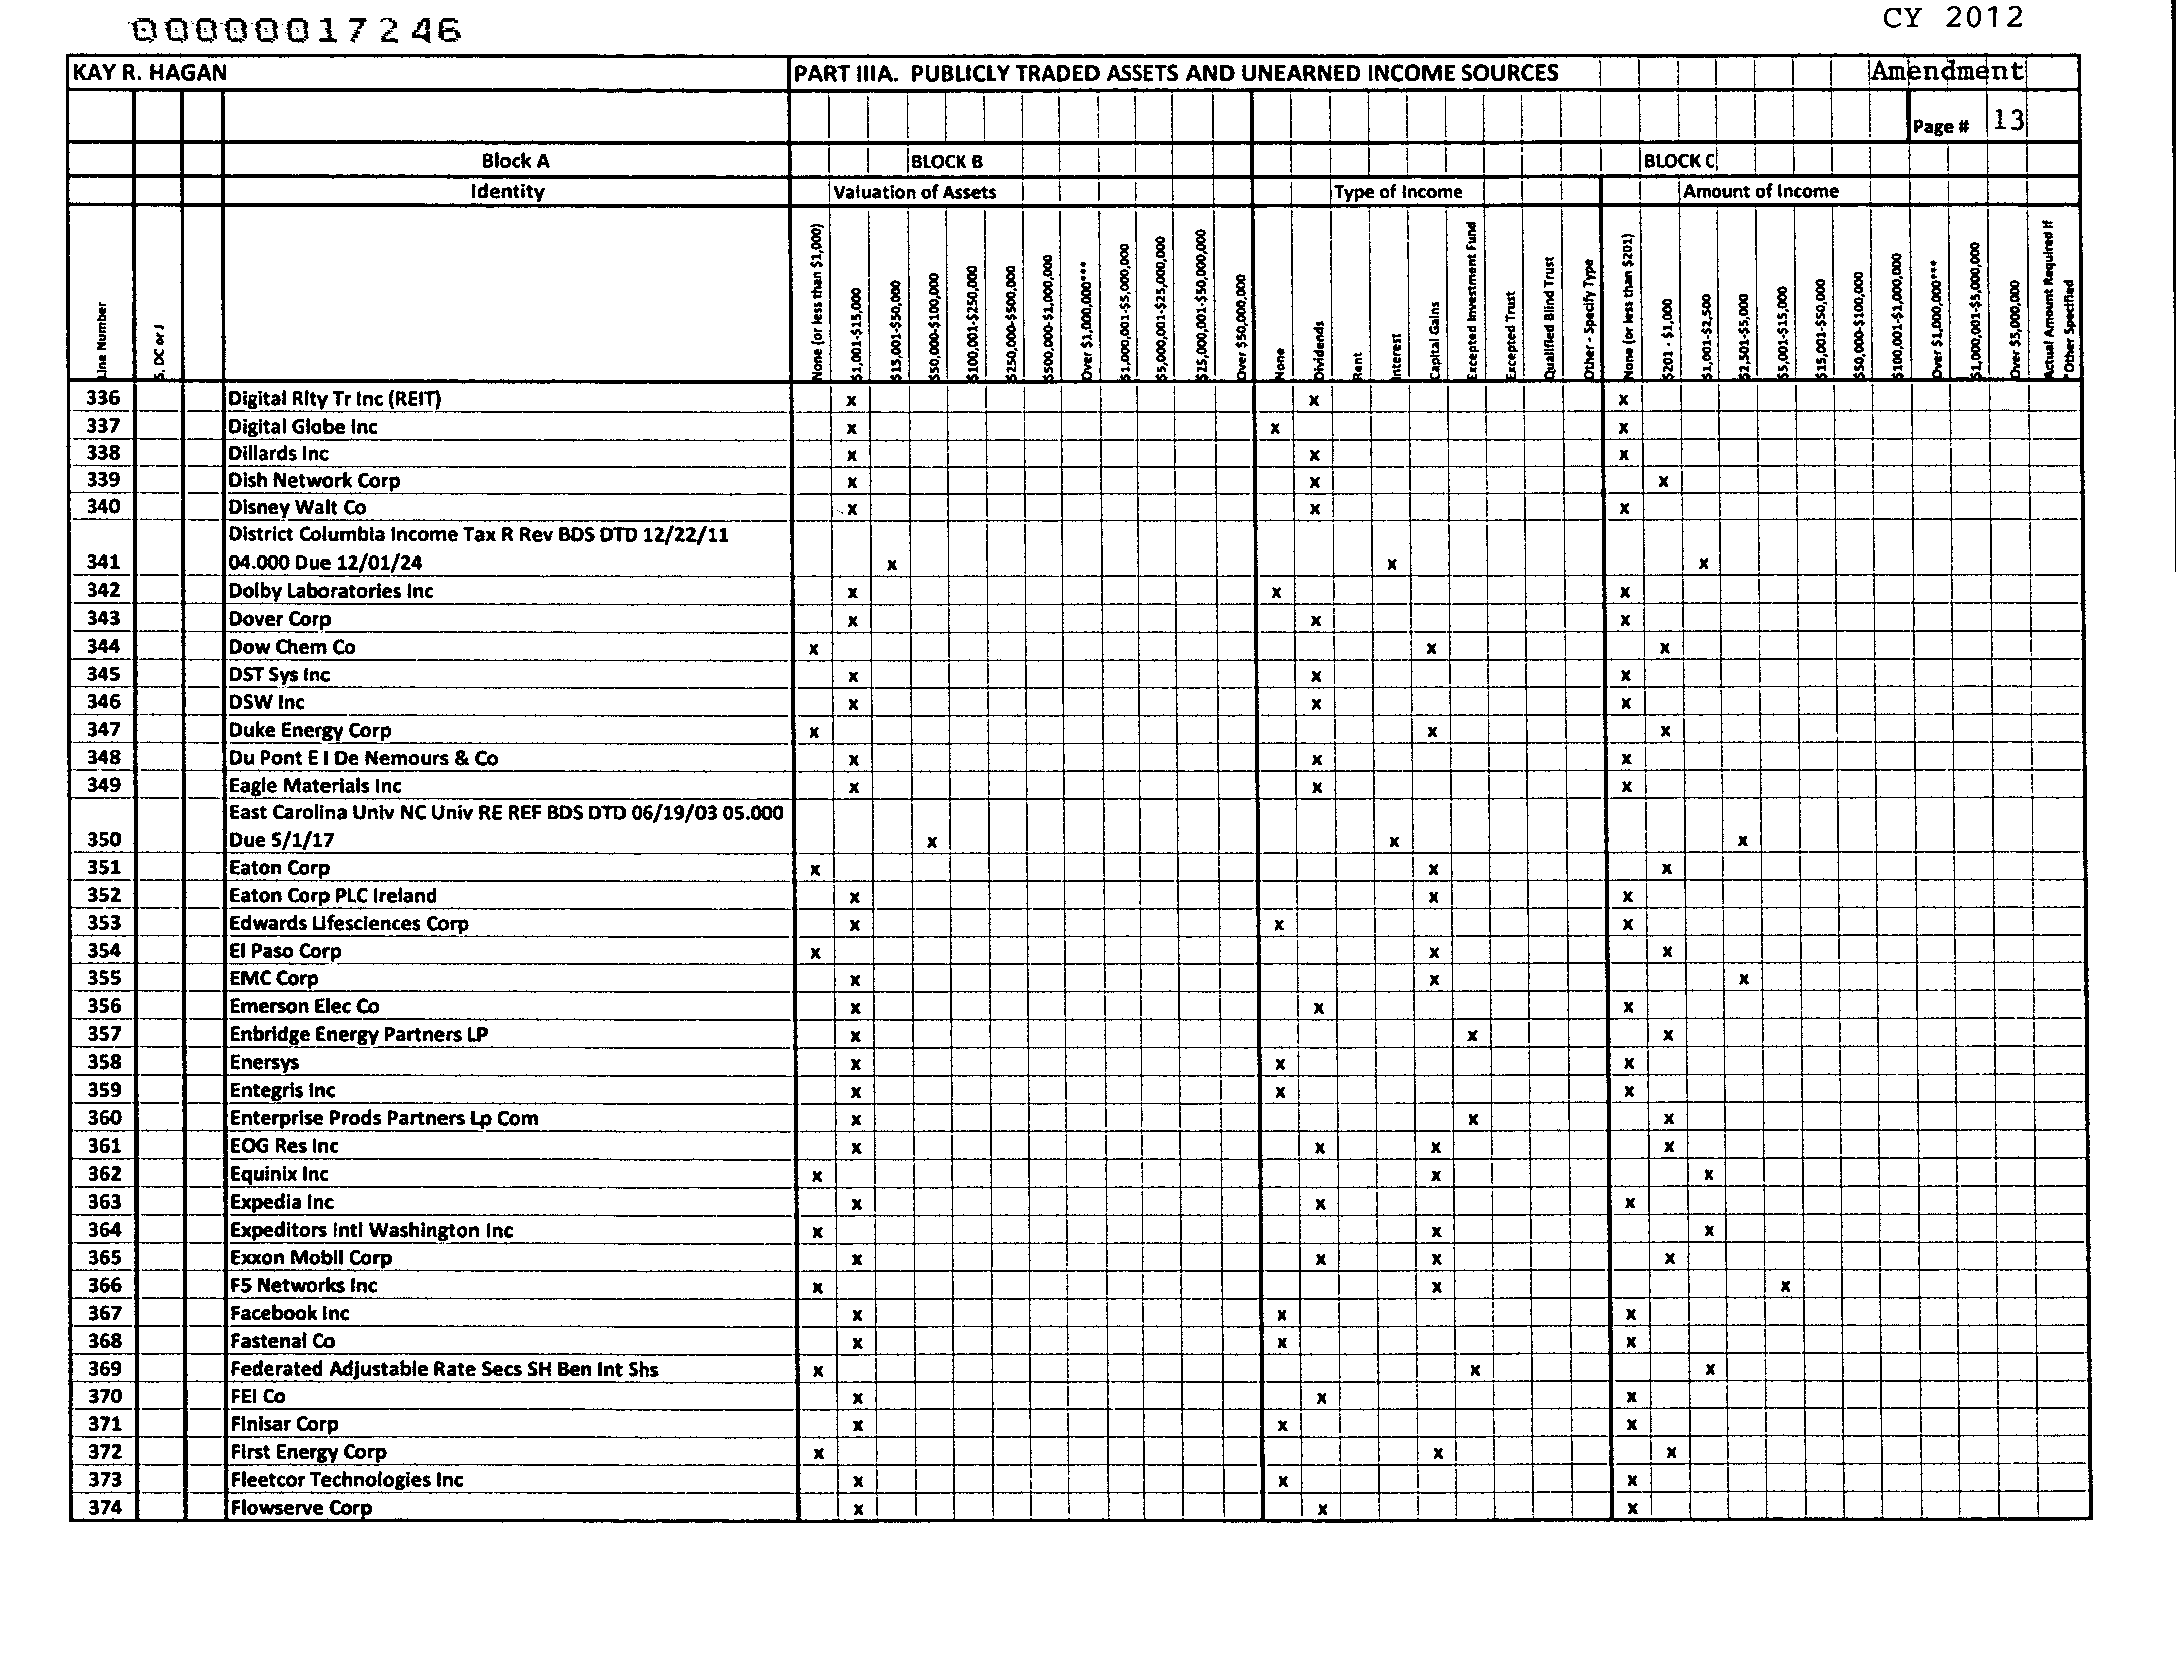 00000017246
CY 2012
KAY R. HAGAN PART IIIA. PUBLICLY TRADED ASSETS AND UNEARNED INCOME SOURCES Amendment
Page # 13
Block A BLOCK B BLOCK C
Identity Valuation of Assets Type of Income Amount of Income
Line Number
S, DC or J
None (or less than $1,000)
$1,001-$15,000
$15,001-$50,000
$50,000-$100,000
$100,001-$250,000
$250,000-$500,000
$500,000-$1,000,000
Over $1,000,000***
$1,000,001-$5,000,000
$5,000,001-$25,000,000
$25,000,001-$50,000,000
Over $50,000,000
None
Dividends
Rent
Interest
Capital Gains
Excepted Investment Fund
Excepted Trust
Qualified Blind Trust
Other - Specify Type
None (or less than $201)
$201 - $1,000
$1,001-$2,500
$2,501-$5,000
$5,001-$15,000
$15,001-$50,000
$50,000-$100,000
$100,001-$1,000,000
Over $1,000,000***
$1,000,001-$5,000,000
Over $5,000,000
Actual Amount Required if
"Other Specified
336 Digital Rlty Tr Inc (REIT) x x x
337 Digital Globe Inc x x x
338 Dillards Inc x x x
339 Dish Network Corp x x x
340 Disney Walt Co x x x
District Columbia Income Tax R Rev BDS DTD 12/22/11
341 04.000 Due 12/01/24 x x x
342 Dolby Laboratories Inc x x x
343 Dover Corp x x x
344 Dow Chem Co x x x
345 DST Sys Inc x x x
346 DSW Inc x x x
347 Duke Energy Corp x x x
348 Du Pont E I De Nemours & Co x x x
349 Eagle Materials Inc x x x
East Carolina Univ NC Univ RE REF BDS DTD 06/19/03 05.000
350 Due 5/1/17 x x x
351 Eaton Corp x x x
352 Eaton Corp PLC Ireland x x x
353 Edwards Lifesciences Corp x x x
354 El Paso Corp x x x
355 EMC Corp x x x
356 Emerson Elec Co x x x
357 Enbridge Energy Partners LP x x x
358 Enersys x x x
359 Entegris Inc x x x
360 Enterprise Prods Partners Lp Com x x x
361 EOG Res Inc x x x x
362 Equinix Inc x x x
363 Expedia Inc x x x
364 Expeditors Intl Washington Inc x x x
365 Exxon Mobil Corp x x x x
366 F5 Networks Inc x x x
367 Facebook Inc x x x
368 Fastenal Co x x x
369 Federated Adjustable Rate Secs SH Ben Int Shs x x x
370 FEI Co x x x
371 Finisar Corp x x x
372 First Energy Corp x x x
373 Fleetcor Technologies Inc x x x
374 Flowserve Corp x x x